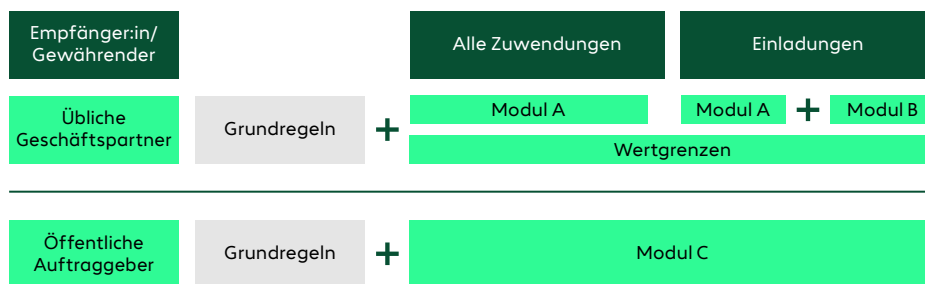 Empfänger:in/
Gewährender
Alle Zuwendungen
Einladungen
Übliche
Geschäftspartner
Grundregeln
+
Modul A
Modul A
+
Modul B
Wertgrenzen
Öffentliche
Auftraggeber
Grundregeln
+
Modul C